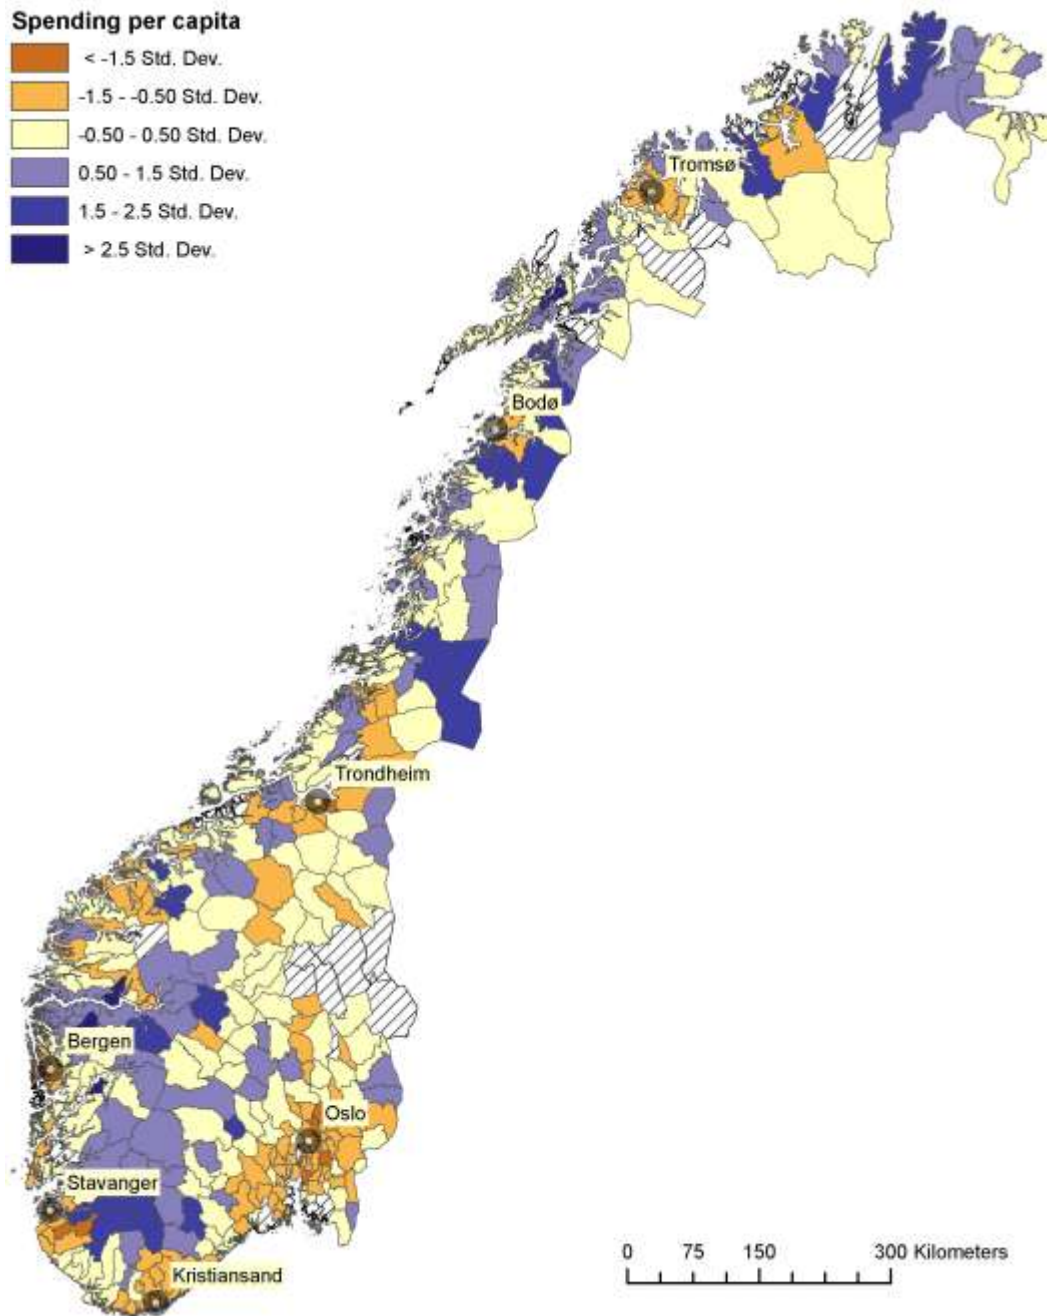 Spending per capita
< -1.5 Std. Dev.
-1.5 - -0.50 Std. Dev.
-0.50 - 0.50 Std. Dev.
0.50 - 1.5 Std. Dev.
1.5 - 2.5 Std. Dev.
> 2.5 Std. Dev.
Tromsø
Bodø
Trondheim
Bergen
Oslo
Stavanger
Kristiansand
0 75 150 300 Kilometers